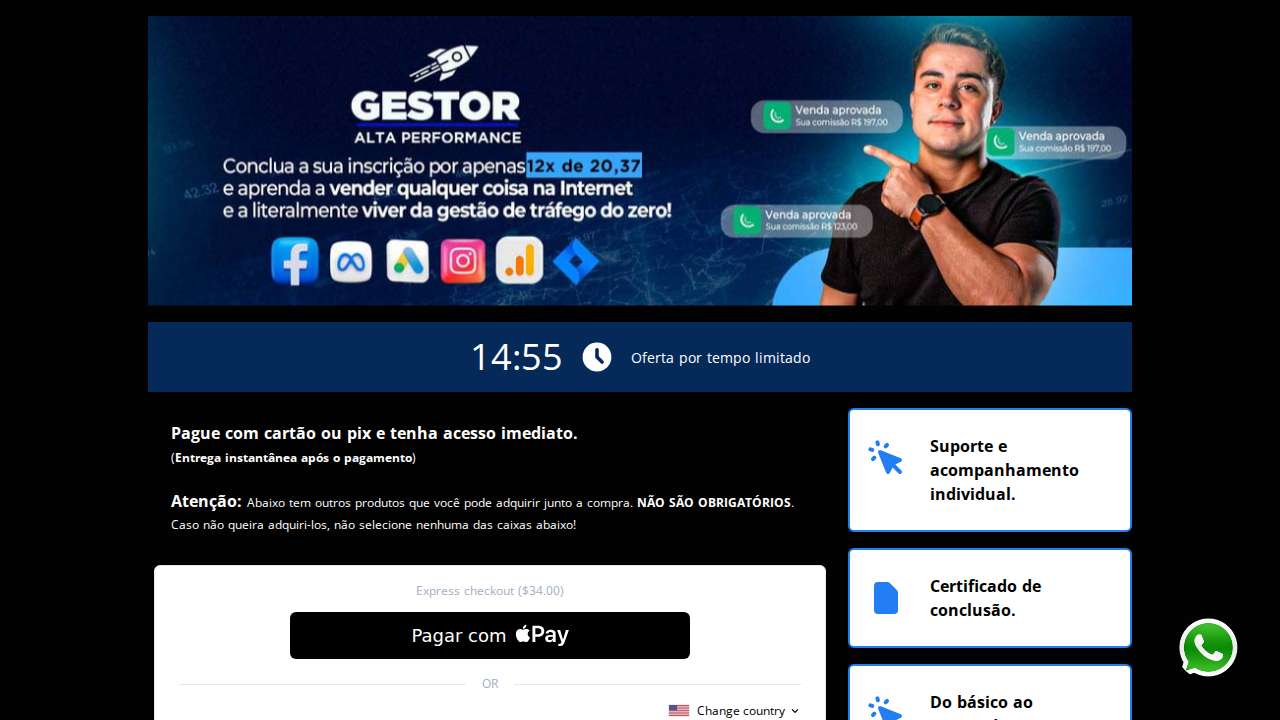 GESTOR
ALTA PERFORMANCE
Conclua a sua inscrição por apenas 12x de 20,37
e aprenda a vender qualquer coisa na Internet
e a literalmente viver da gestão de tráfego do zero!
Venda aprovada
Sua comissão R$ 197,00
Venda aprovada
Sua comissão R$ 197,00
Venda aprovada
Sua comissão R$ 123,00
42.32
28.97
14:55
Oferta por tempo limitado
Pague com cartão ou pix e tenha acesso imediato.
(Entrega instantânea após o pagamento)
Atenção: Abaixo tem outros produtos que você pode adquirir junto a compra. NÃO SÃO OBRIGATÓRIOS.
Caso não queira adquiri-los, não selecione nenhuma das caixas abaixo!
Express checkout ($34.00)
Pagar com Pay
OR
Change country
Suporte e
acompanhamento
individual.
Certificado de
conclusão.
Do básico ao